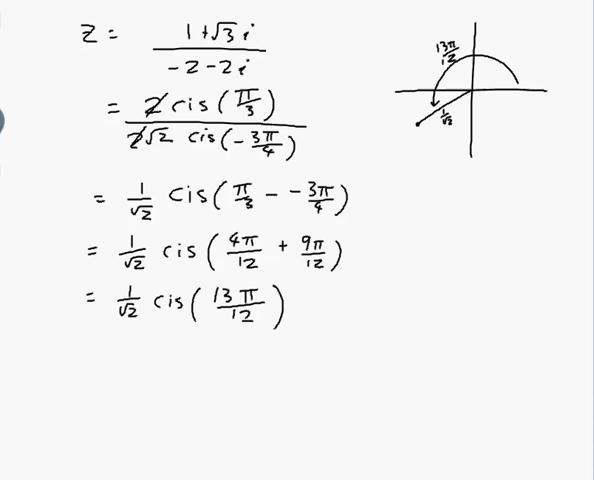 z = (1+√3 i)/(-2-2i)
= 2 cis(π/3)/(2√2 cis(-3π/4))
= 1/√2 cis(π/3 - -3π/4)
= 1/√2 cis(4π/12 + 9π/12)
= 1/√2 cis(13π/12)
13π/12
1/√2